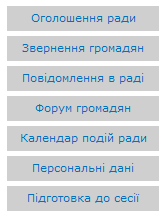 Оголошення ради
Звернення громадян
Повідомлення в раді
Форум громадян
Календар подій ради
Персональні дані
Підготовка до сесії